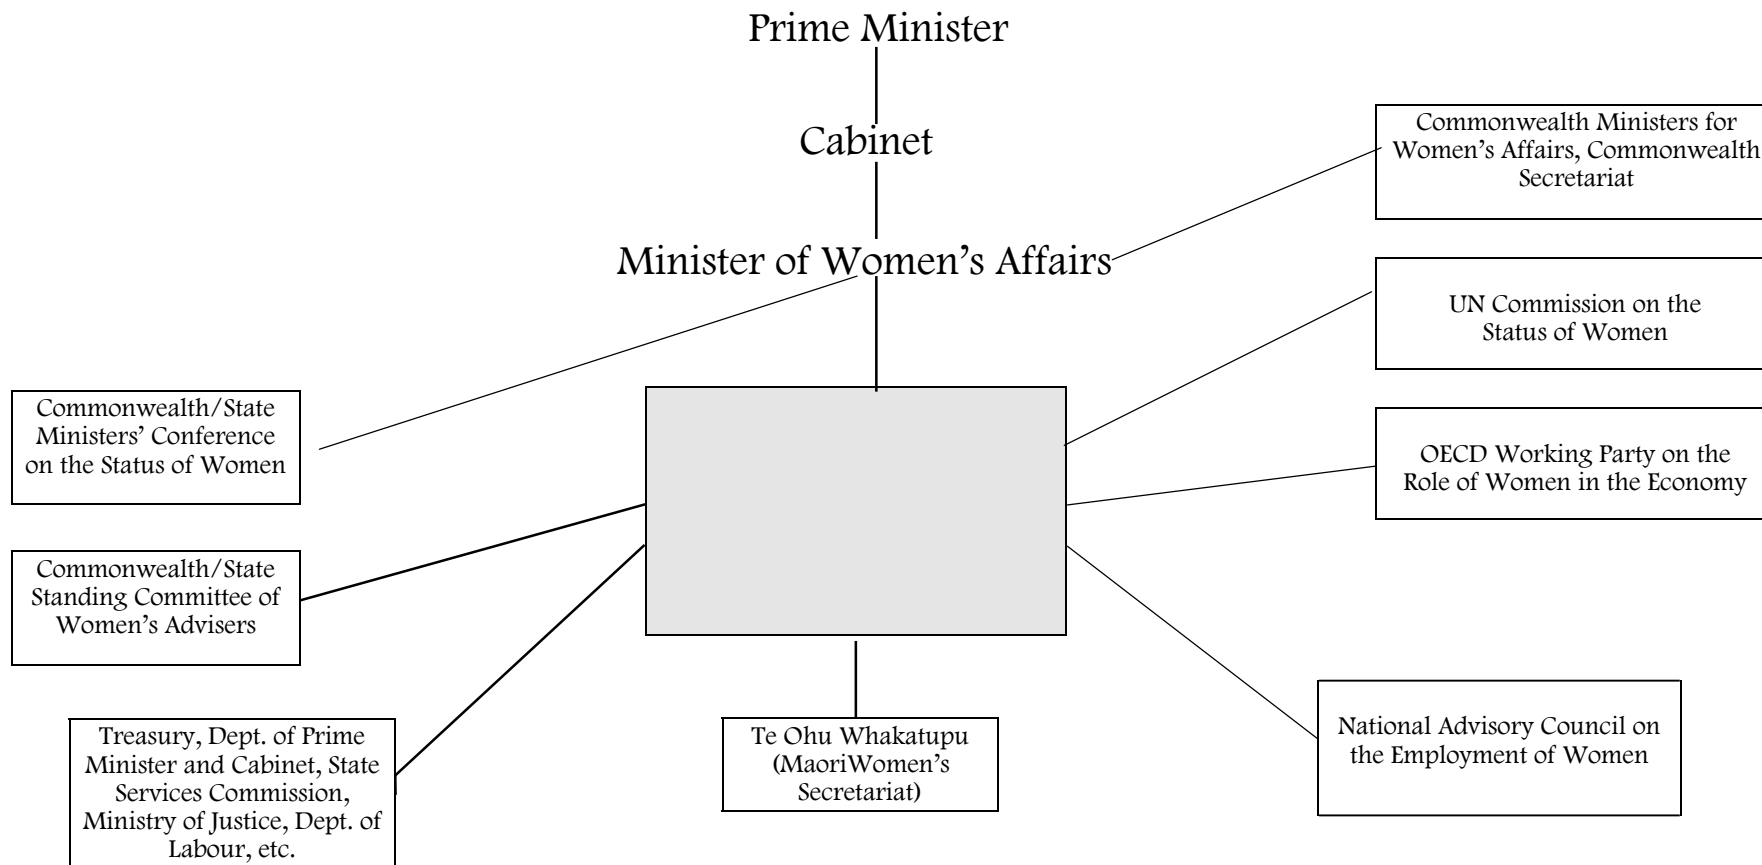 Prime Minister
Cabinet
Minister of Women's Affairs
Commonwealth Ministers for
Women's Affairs, Commonwealth
Secretariat
UN Commission on the
Status of Women
Commonwealth/State
Ministers' Conference
on the Status of Women
OECD Working Party on the
Role of Women in the Economy
Commonwealth/State
Standing Committee of
Women's Advisers
Treasury, Dept. of Prime
Minister and Cabinet, State
Services Commission,
Ministry of Justice, Dept. of
Labour, etc.
Te Ohu Whakatupu
(MaoriWomen's
Secretariat)
National Advisory Council on
the Employment of Women